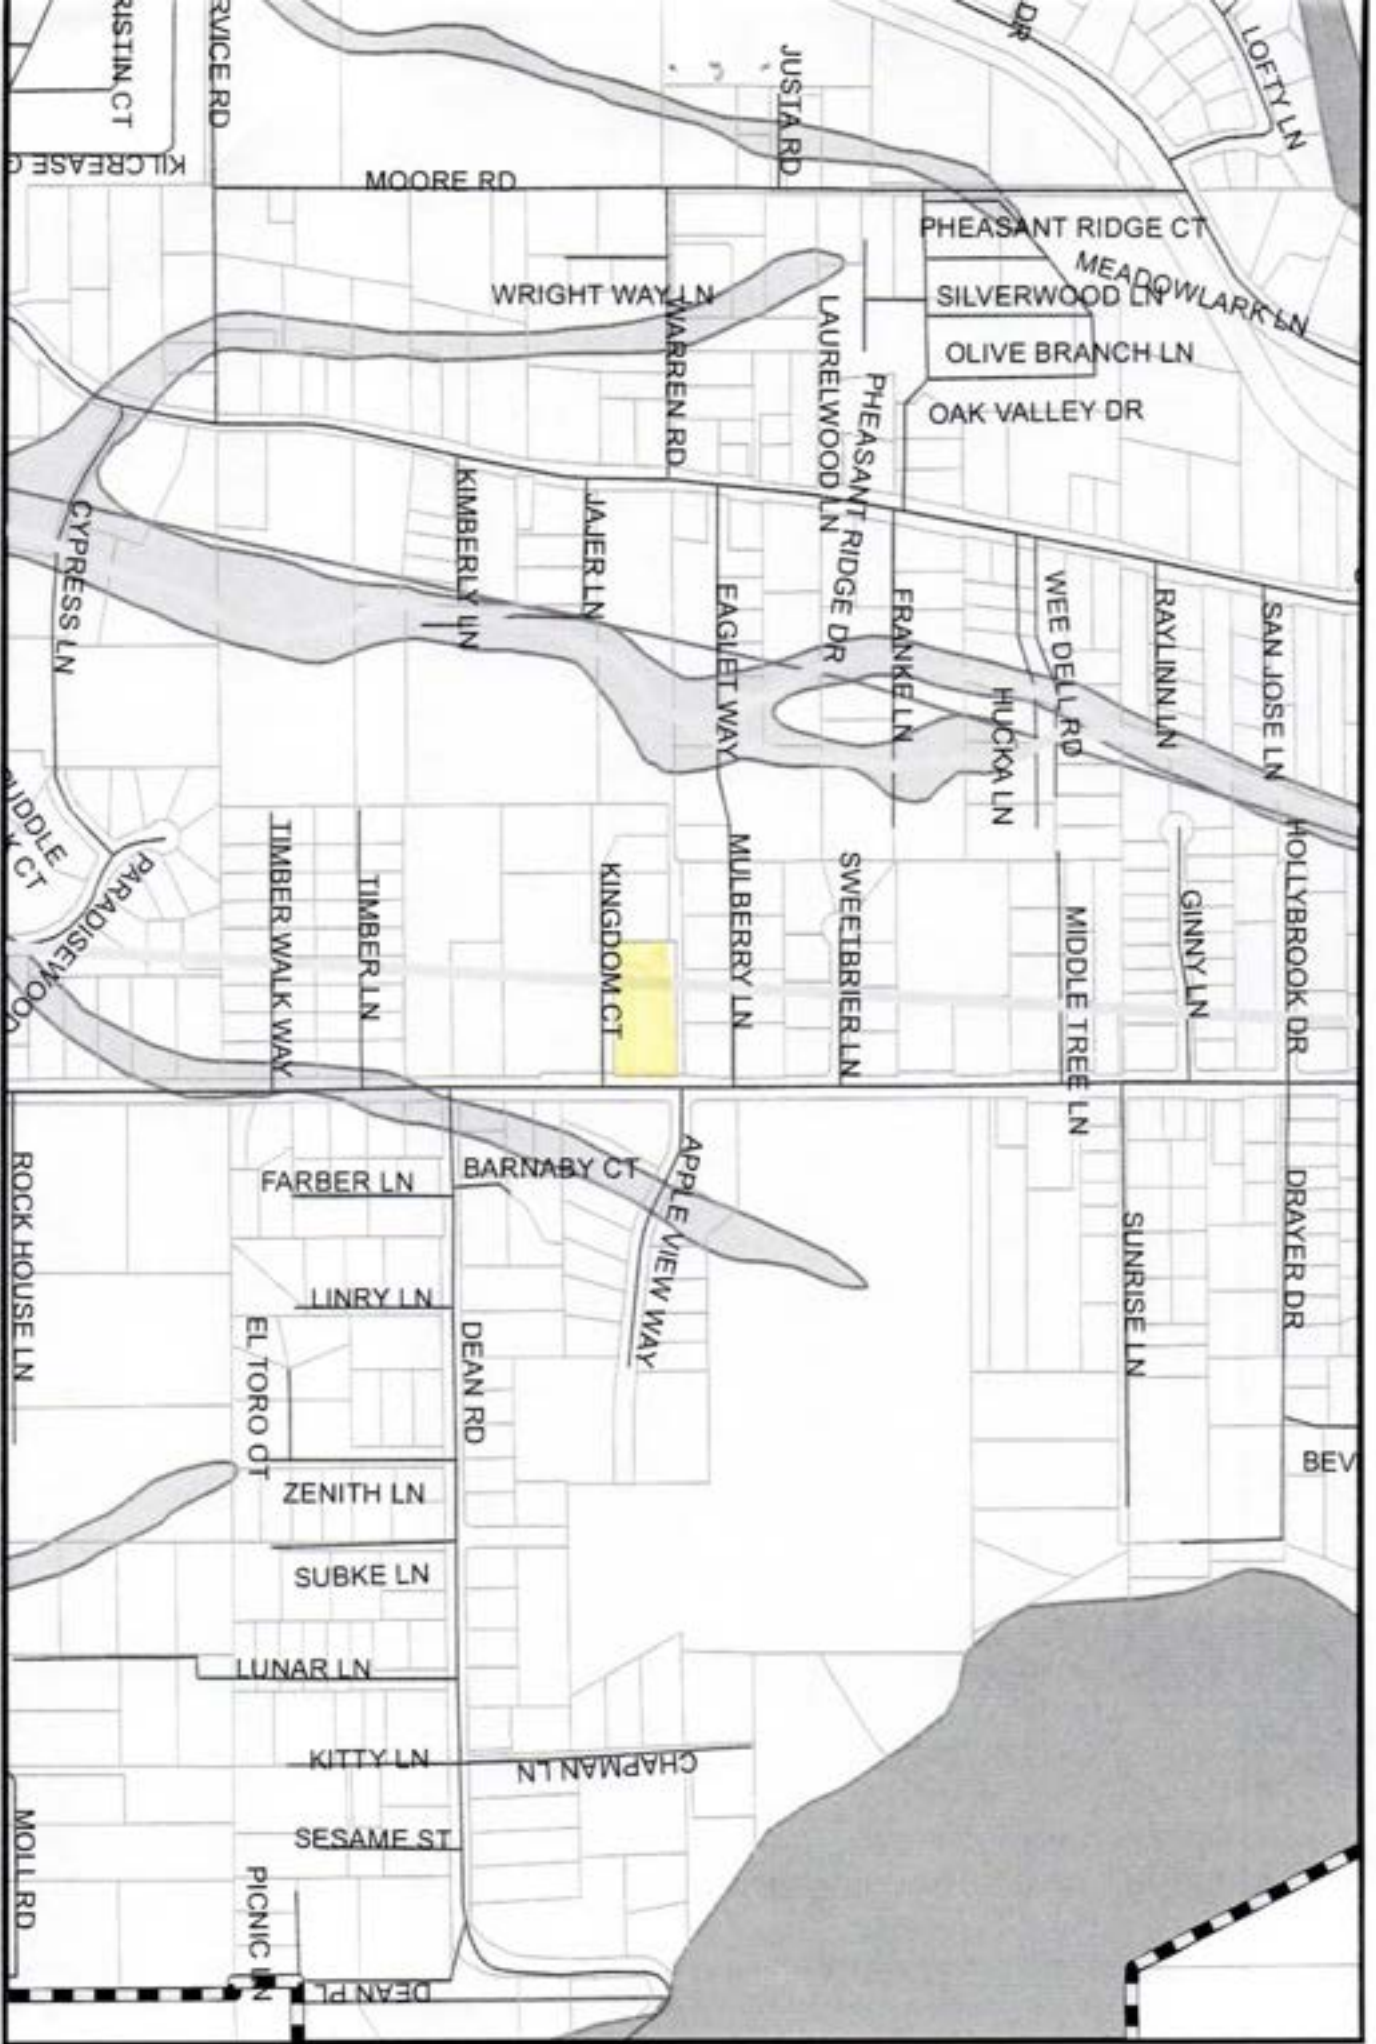 RISTIN CT
RVICE RD
JUSTA RD
DR
LOFTY LN
KILCREASE
MOORE RD
PHEASANT RIDGE CT
MEADOWLARK LN
WRIGHT WAY LN
SILVERWOOD LN
WARREN RD
LAURELWOOD LN
OLIVE BRANCH LN
PHEASANT RIDGE DR
OAK VALLEY DR
CYPRESS LN
KIMBERLY LN
JAJER LN
EAGLET WAY
FRANKE LN
WEE DELL RD
RAYLINN LN
SAN JOSE LN
HUCKA LN
UDDLE
CT
PARADISEWOO
TIMBER WALK WAY
TIMBER LN
KINGDOM CT
MULBERRY LN
SWEETBRIER LN
MIDDLE TREE LN
GINNY LN
HOLLYBROOK DR
ROCK HOUSE LN
FARBER LN
BARNABY CT
APPLE VIEW WAY
SUNRISE LN
DRAYER DR
LINRY LN
EL TORO CT
DEAN RD
BEV
ZENITH LN
SUBKE LN
LUNAR LN
KITTY LN
CHAPMAN LN
MOLL RD
SESAME ST
PICNIC LN
DEAN PL